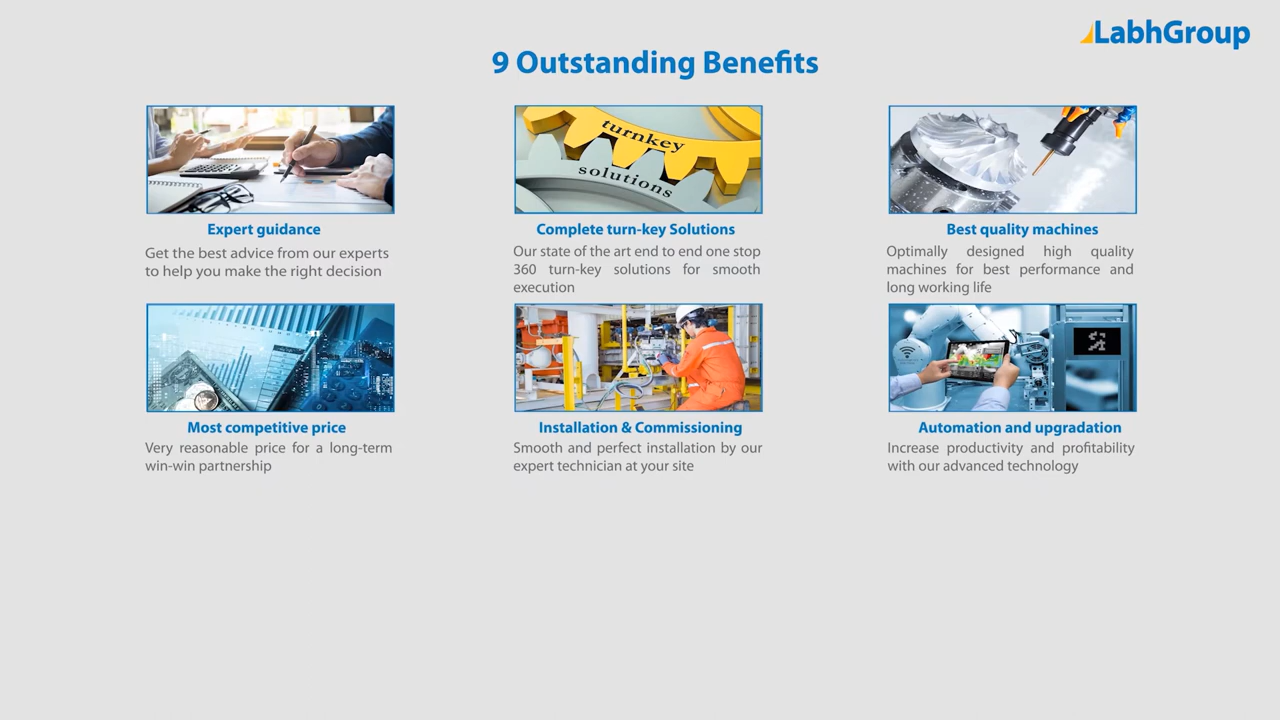 LabhGroup
9 Outstanding Benefits
turnkey
solutions
Expert guidance
Get the best advice from our experts
to help you make the right decision
Complete turn-key Solutions
Our state of the art end to end one stop
360 turn-key solutions for smooth
execution
Best quality machines
Optimally designed high quality
machines for best performance and
long working life
Most competitive price
Very reasonable price for a long-term
win-win partnership
Installation & Commissioning
Smooth and perfect installation by our
expert technician at your site
Automation and upgradation
Increase productivity and profitability
with our advanced technology